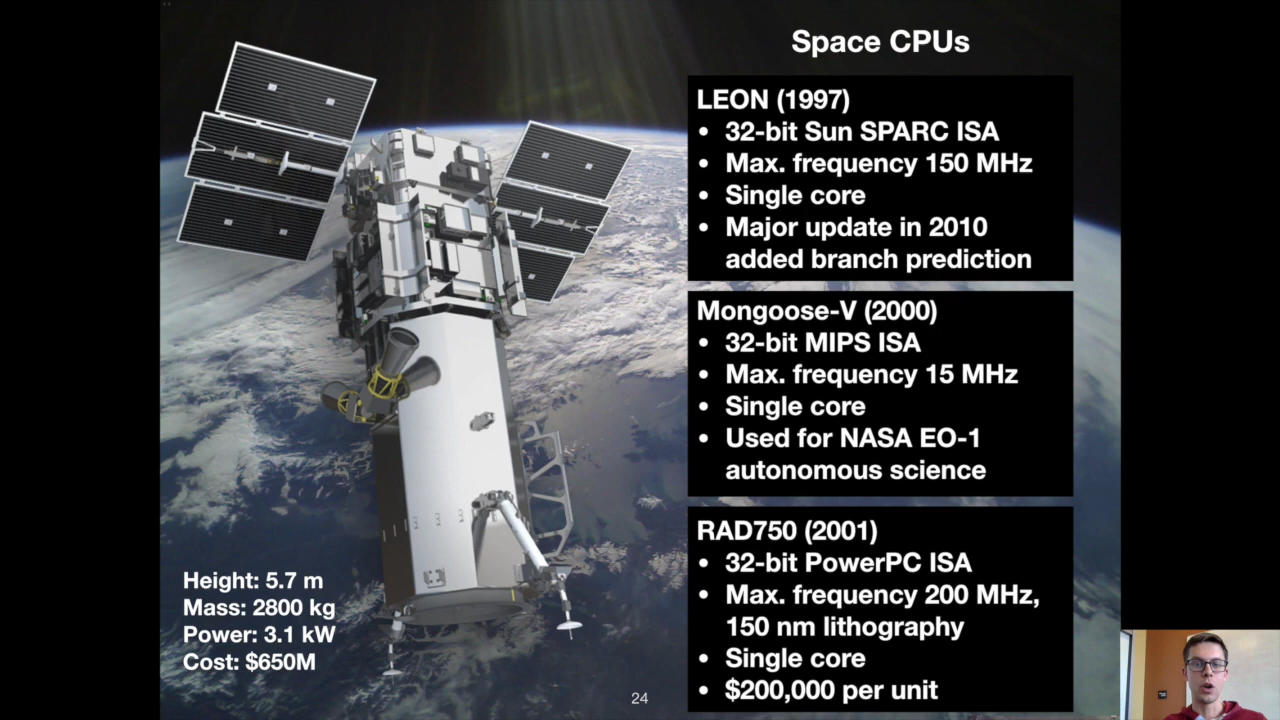 Space CPUs
LEON (1997)
• 32-bit Sun SPARC ISA
• Max. frequency 150 MHz
• Single core
• Major update in 2010
added branch prediction
Mongoose-V (2000)
• 32-bit MIPS ISA
• Max. frequency 15 MHz
• Single core
• Used for NASA EO-1
autonomous science
RAD750 (2001)
• 32-bit PowerPC ISA
• Max. frequency 200 MHz,
150 nm lithography
• Single core
• $200,000 per unit
Height: 5.7 m
Mass: 2800 kg
Power: 3.1 kW
Cost: $650M
24